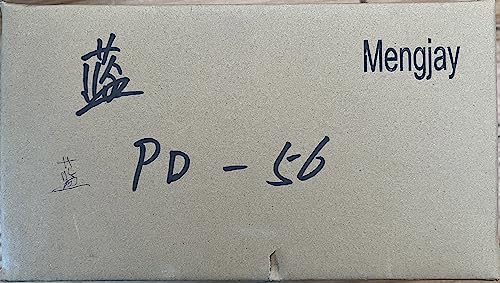 蓝
Mengjay
蓝
PD - 56